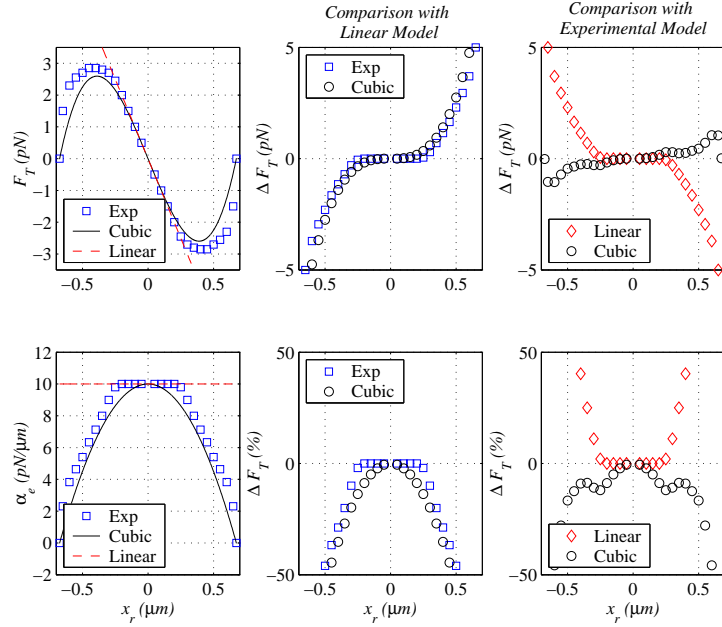 Comparison with
Linear Model
Comparison with
Experimental Model
F_T (pN)
3
2
1
0
−1
−2
−3
Exp
Cubic
Linear
−0.5 0 0.5
Δ F_T (pN)
5
0
−5
Exp
Cubic
−0.5 0 0.5
Δ F_T (pN)
5
0
−5
Linear
Cubic
−0.5 0 0.5
α_e (pN/μm)
12
10
8
6
4
2
0
−2
Exp
Cubic
Linear
−0.5 0 0.5
x_r (μm)
Δ F_T (%)
50
0
−50
Exp
Cubic
−0.5 0 0.5
x_r (μm)
Δ F_T (%)
50
0
−50
Linear
Cubic
−0.5 0 0.5
x_r (μm)